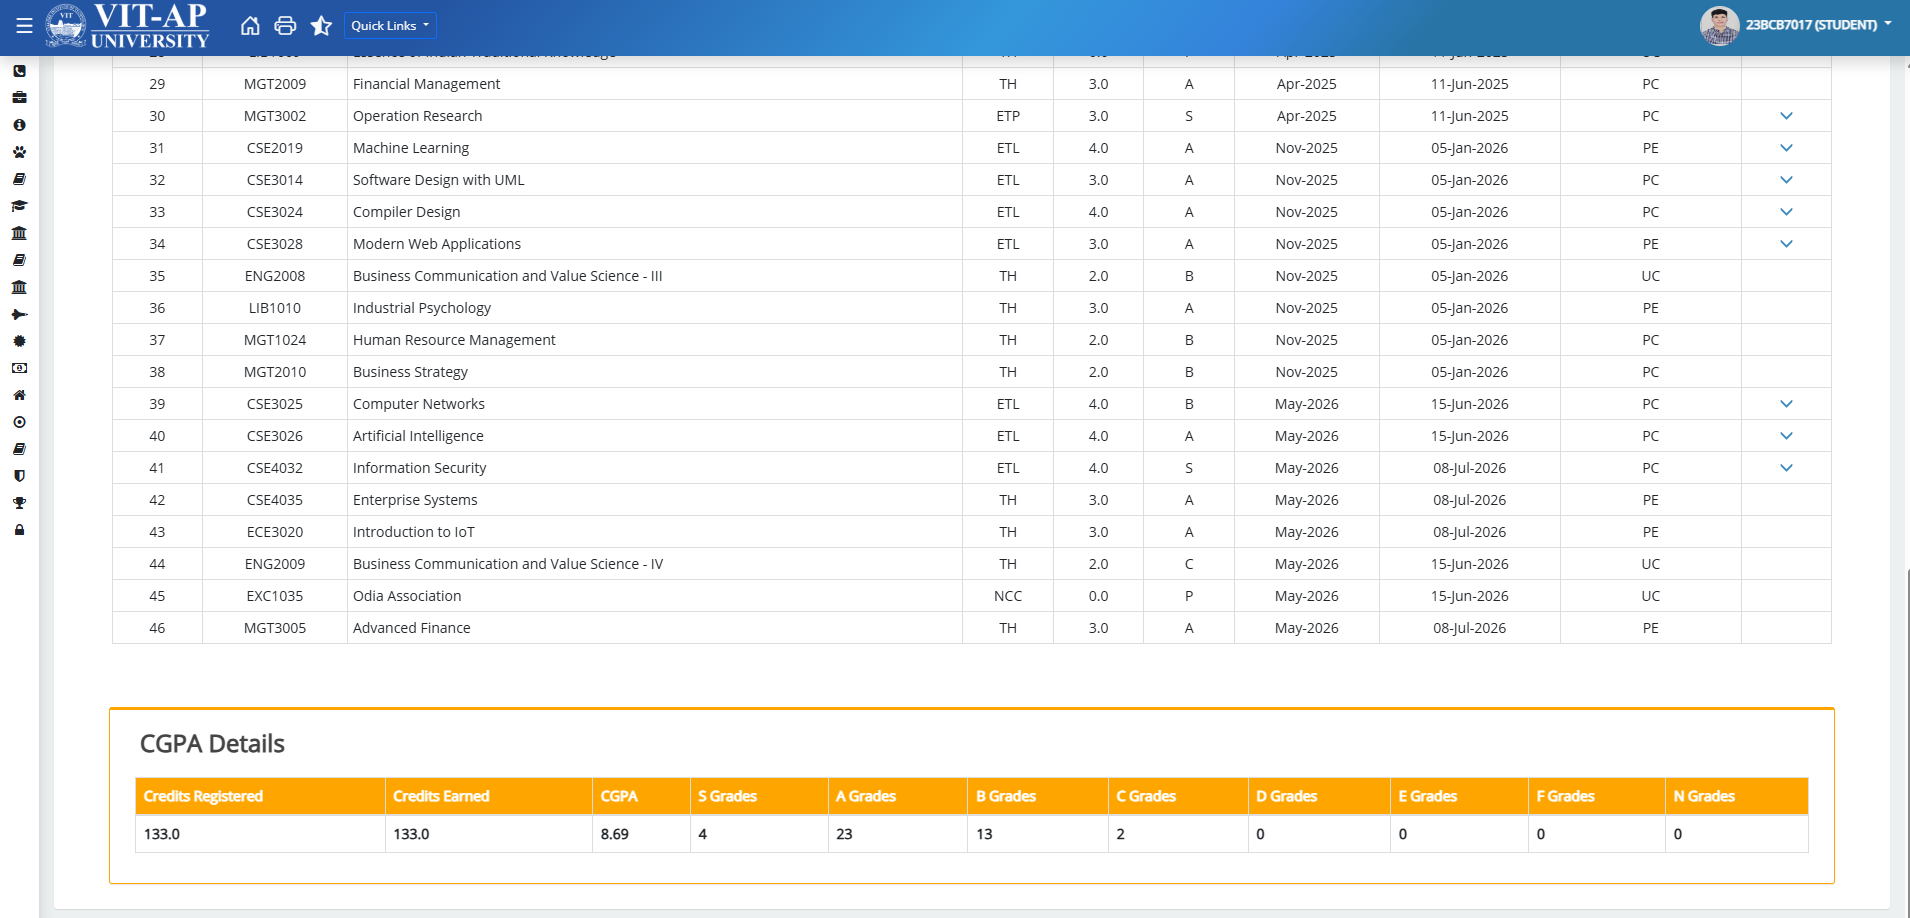 VIT-AP
UNIVERSITY
Quick Links
23BCB7017 (STUDENT)
29 MGT2009 Financial Management TH 3.0 A Apr-2025 11-Jun-2025 PC
30 MGT3002 Operation Research ETP 3.0 S Apr-2025 11-Jun-2025 PC
31 CSE2019 Machine Learning ETL 4.0 A Nov-2025 05-Jan-2026 PE
32 CSE3014 Software Design with UML ETL 3.0 A Nov-2025 05-Jan-2026 PC
33 CSE3024 Compiler Design ETL 4.0 A Nov-2025 05-Jan-2026 PC
34 CSE3028 Modern Web Applications ETL 3.0 A Nov-2025 05-Jan-2026 PE
35 ENG2008 Business Communication and Value Science - III TH 2.0 B Nov-2025 05-Jan-2026 UC
36 LIB1010 Industrial Psychology TH 3.0 A Nov-2025 05-Jan-2026 PE
37 MGT1024 Human Resource Management TH 2.0 B Nov-2025 05-Jan-2026 PC
38 MGT2010 Business Strategy TH 2.0 B Nov-2025 05-Jan-2026 PC
39 CSE3025 Computer Networks ETL 4.0 B May-2026 15-Jun-2026 PC
40 CSE3026 Artificial Intelligence ETL 4.0 A May-2026 15-Jun-2026 PC
41 CSE4032 Information Security ETL 4.0 S May-2026 08-Jul-2026 PC
42 CSE4035 Enterprise Systems TH 3.0 A May-2026 08-Jul-2026 PE
43 ECE3020 Introduction to IoT TH 3.0 A May-2026 08-Jul-2026 PE
44 ENG2009 Business Communication and Value Science - IV TH 2.0 C May-2026 15-Jun-2026 UC
45 EXC1035 Odia Association NCC 0.0 P May-2026 15-Jun-2026 UC
46 MGT3005 Advanced Finance TH 3.0 A May-2026 08-Jul-2026 PE
CGPA Details
Credits Registered Credits Earned CGPA S Grades A Grades B Grades C Grades D Grades E Grades F Grades N Grades
133.0 133.0 8.69 4 23 13 2 0 0 0 0